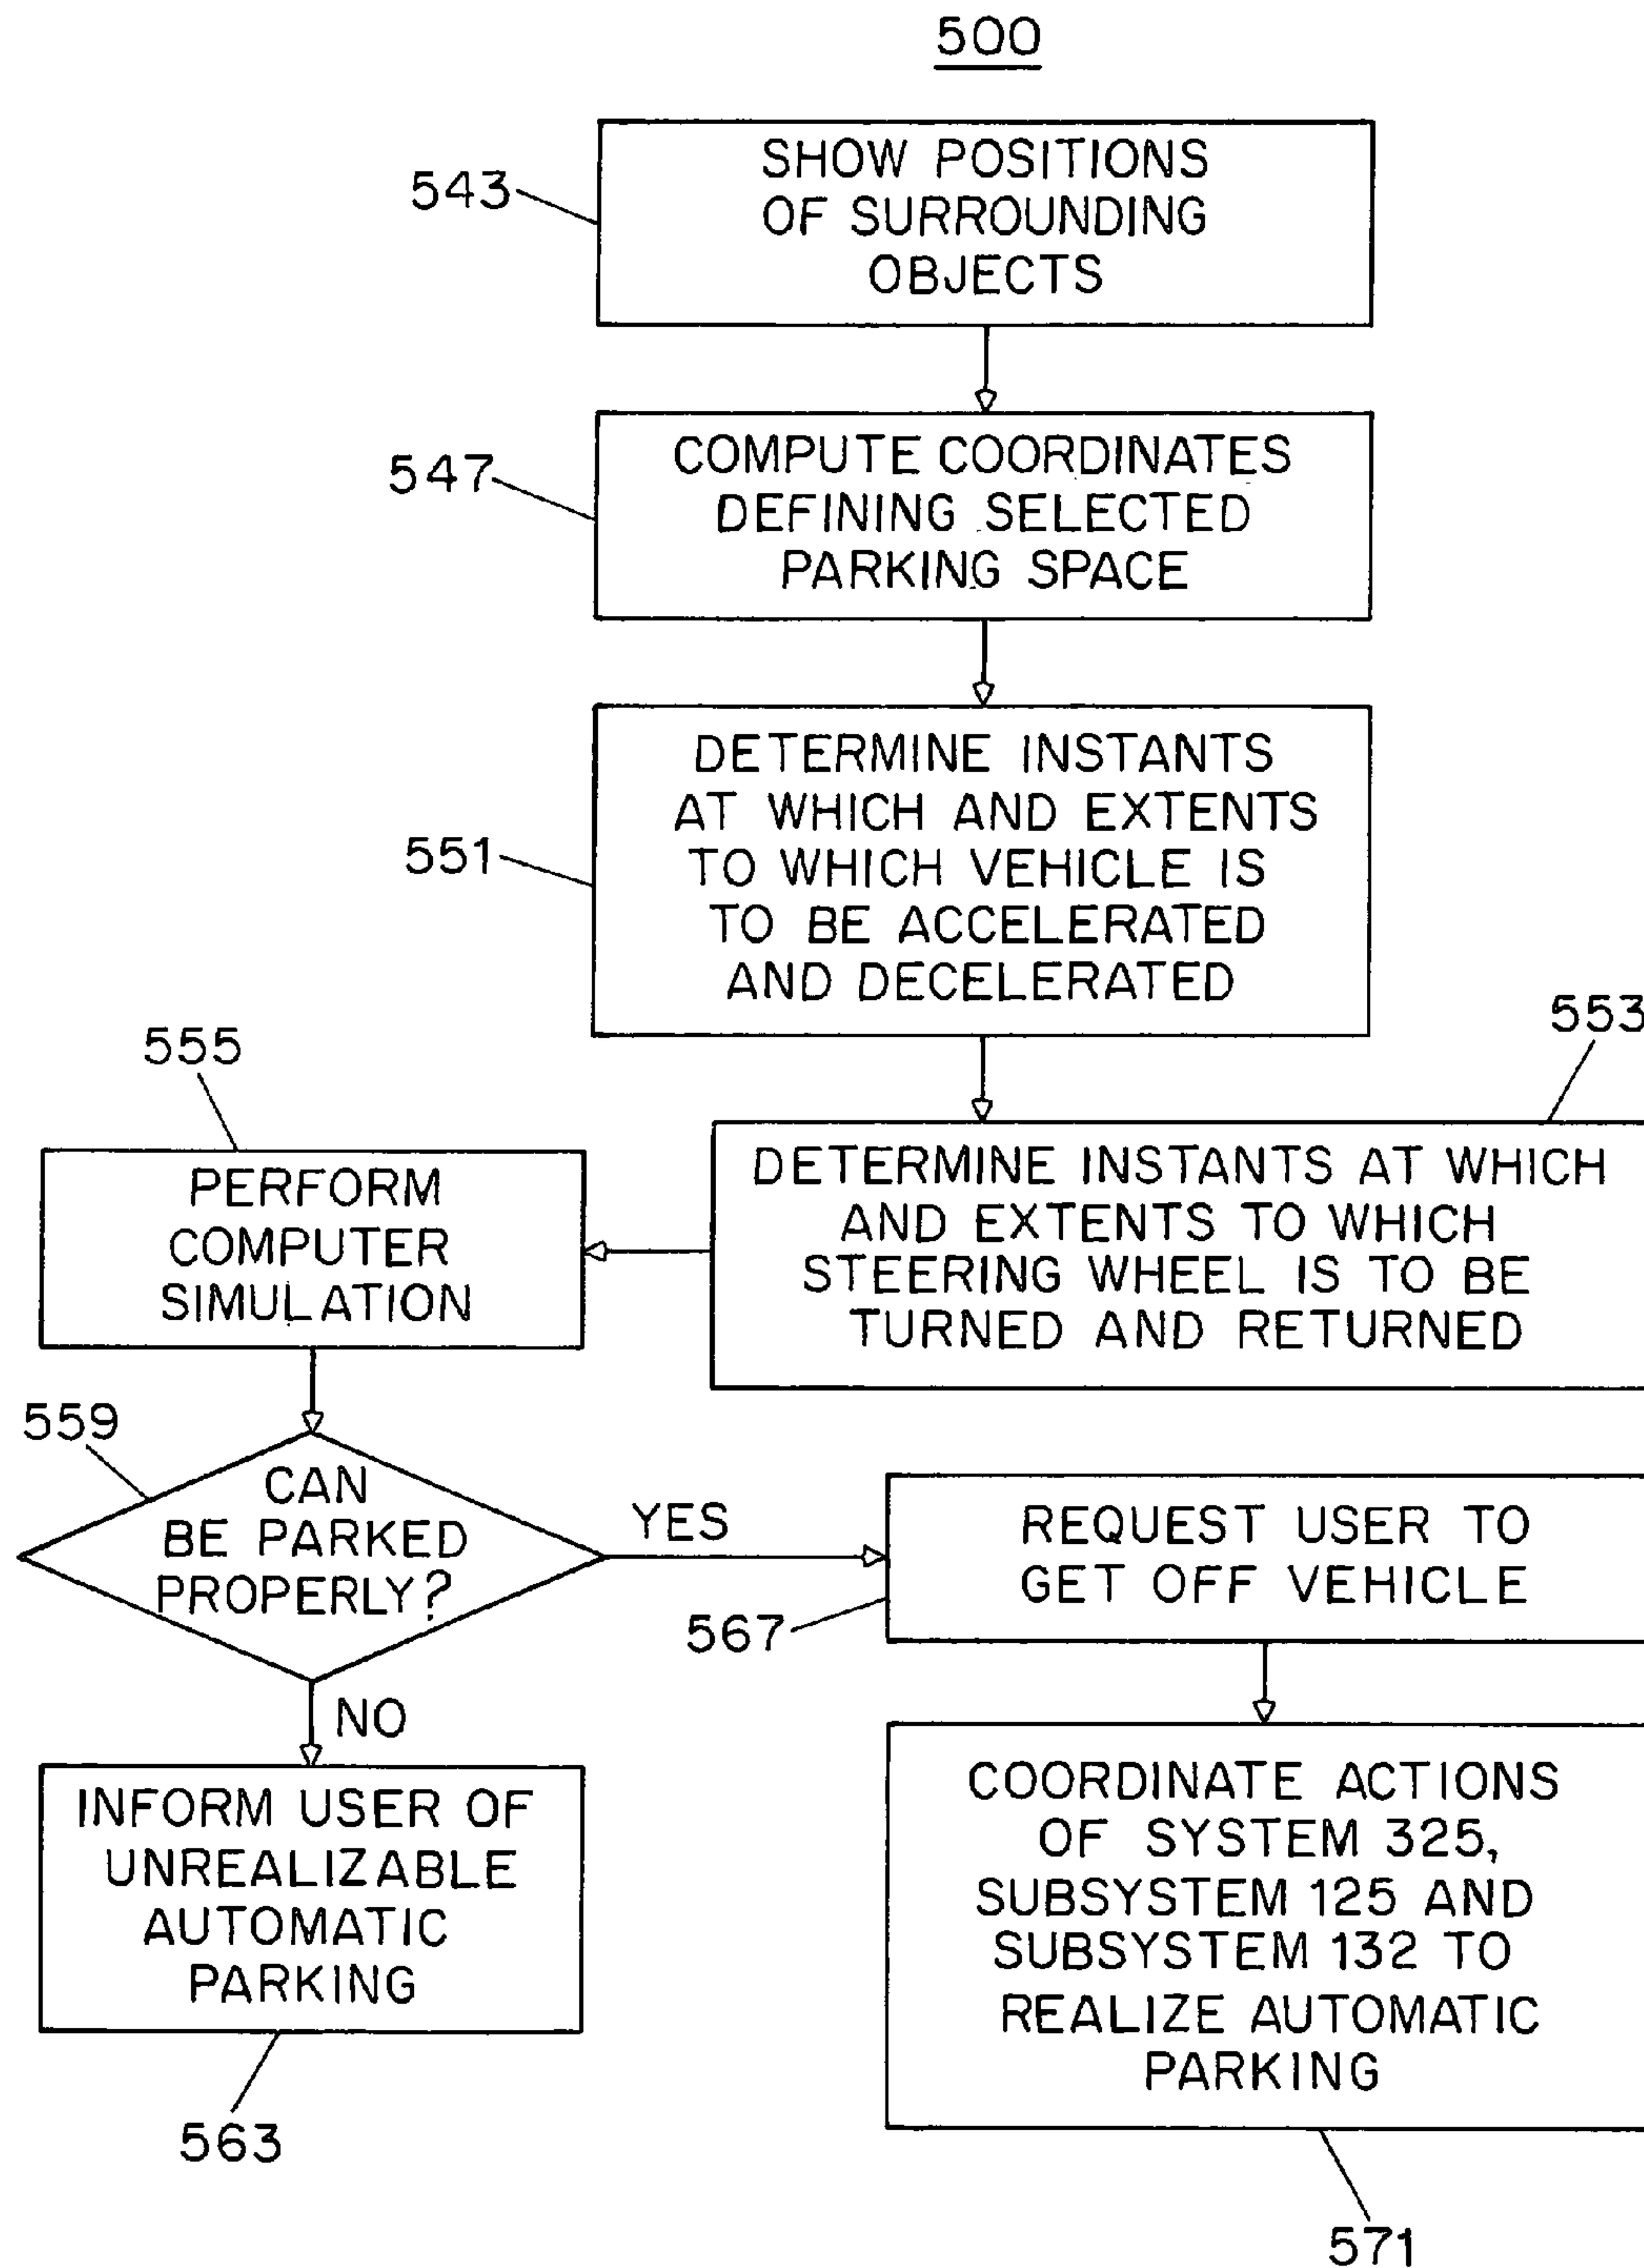 500
543
SHOW POSITIONS
OF SURROUNDING
OBJECTS
547
COMPUTE COORDINATES
DEFINING SELECTED
PARKING SPACE
551
DETERMINE INSTANTS
AT WHICH AND EXTENTS
TO WHICH VEHICLE IS
TO BE ACCELERATED
AND DECELERATED
553
DETERMINE INSTANTS AT WHICH
AND EXTENTS TO WHICH
STEERING WHEEL IS TO BE
TURNED AND RETURNED
555
PERFORM
COMPUTER
SIMULATION
559
CAN
BE PARKED
PROPERLY?
YES
NO
567
REQUEST USER TO
GET OFF VEHICLE
INFORM USER OF
UNREALIZABLE
AUTOMATIC
PARKING
563
COORDINATE ACTIONS
OF SYSTEM 325,
SUBSYSTEM 125 AND
SUBSYSTEM 132 TO
REALIZE AUTOMATIC
PARKING
571